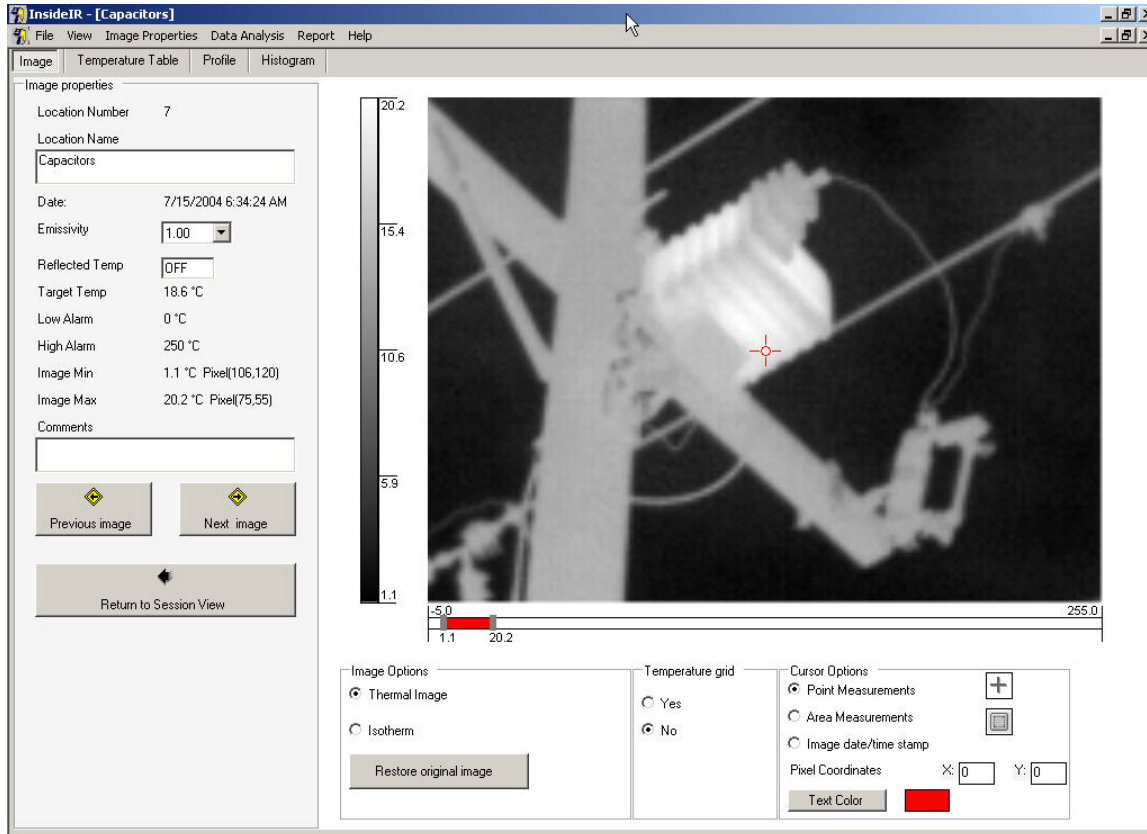 InsideIR - [Capacitors]
File View Image Properties Data Analysis Report Help
Image Temperature Table Profile Histogram
Image properties
Location Number 7
Location Name
Capacitors
Date: 7/15/2004 6:34:24 AM
Emissivity 1.00
Reflected Temp OFF
Target Temp 18.6 °C
Low Alarm 0 °C
High Alarm 250 °C
Image Min 1.1 °C Pixel(106,120)
Image Max 20.2 °C Pixel(75,55)
Comments
Previous image Next image
Return to Session View
20.2
15.4
10.6
5.9
1.1
-5.0 255.0
1.1 20.2
Image Options
Thermal Image
Isotherm
Restore original image
Temperature grid
Yes
No
Cursor Options
Point Measurements
Area Measurements
Image date/time stamp
Pixel Coordinates X: 0 Y: 0
Text Color